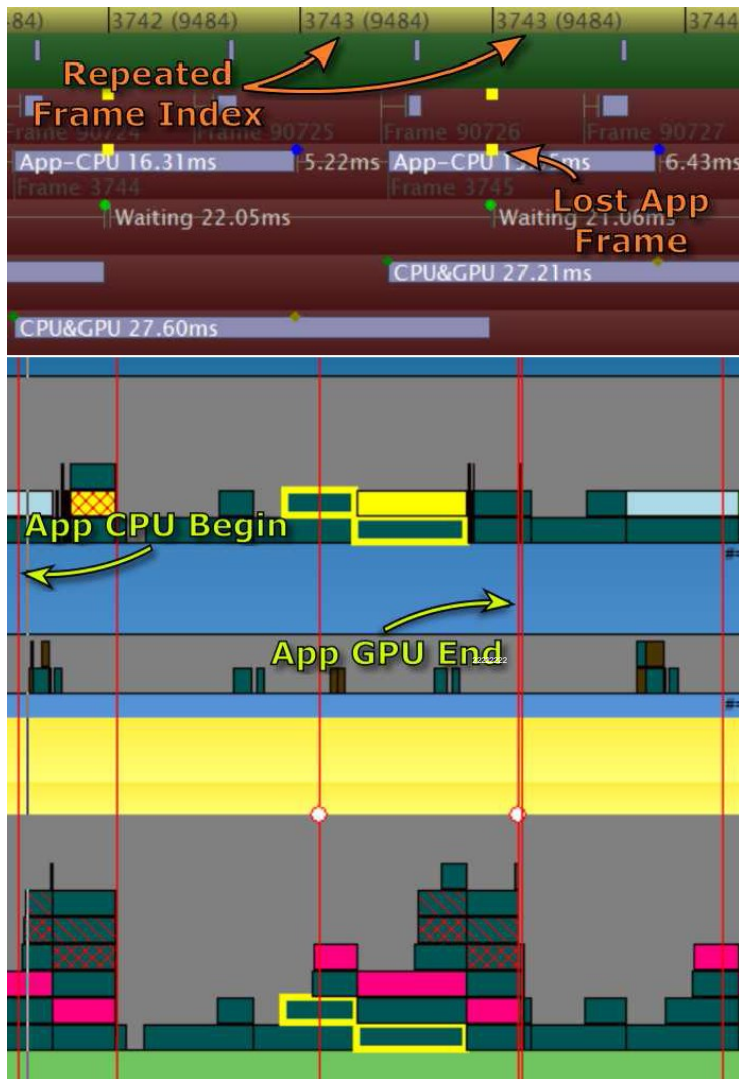 84) 3742 (9484) 3743 (9484) 3743 (9484) 3744
Repeated
Frame Index
Frame 90724 Frame 90725 Frame 90726 Frame 90727
App-CPU 16.31ms 5.22ms App-CPU 6.43ms
Frame 3744 Frame 3745
Lost App
Frame
Waiting 22.05ms Waiting 21.06ms
CPU&GPU 27.21ms
CPU&GPU 27.60ms
App CPU Begin
App GPU End